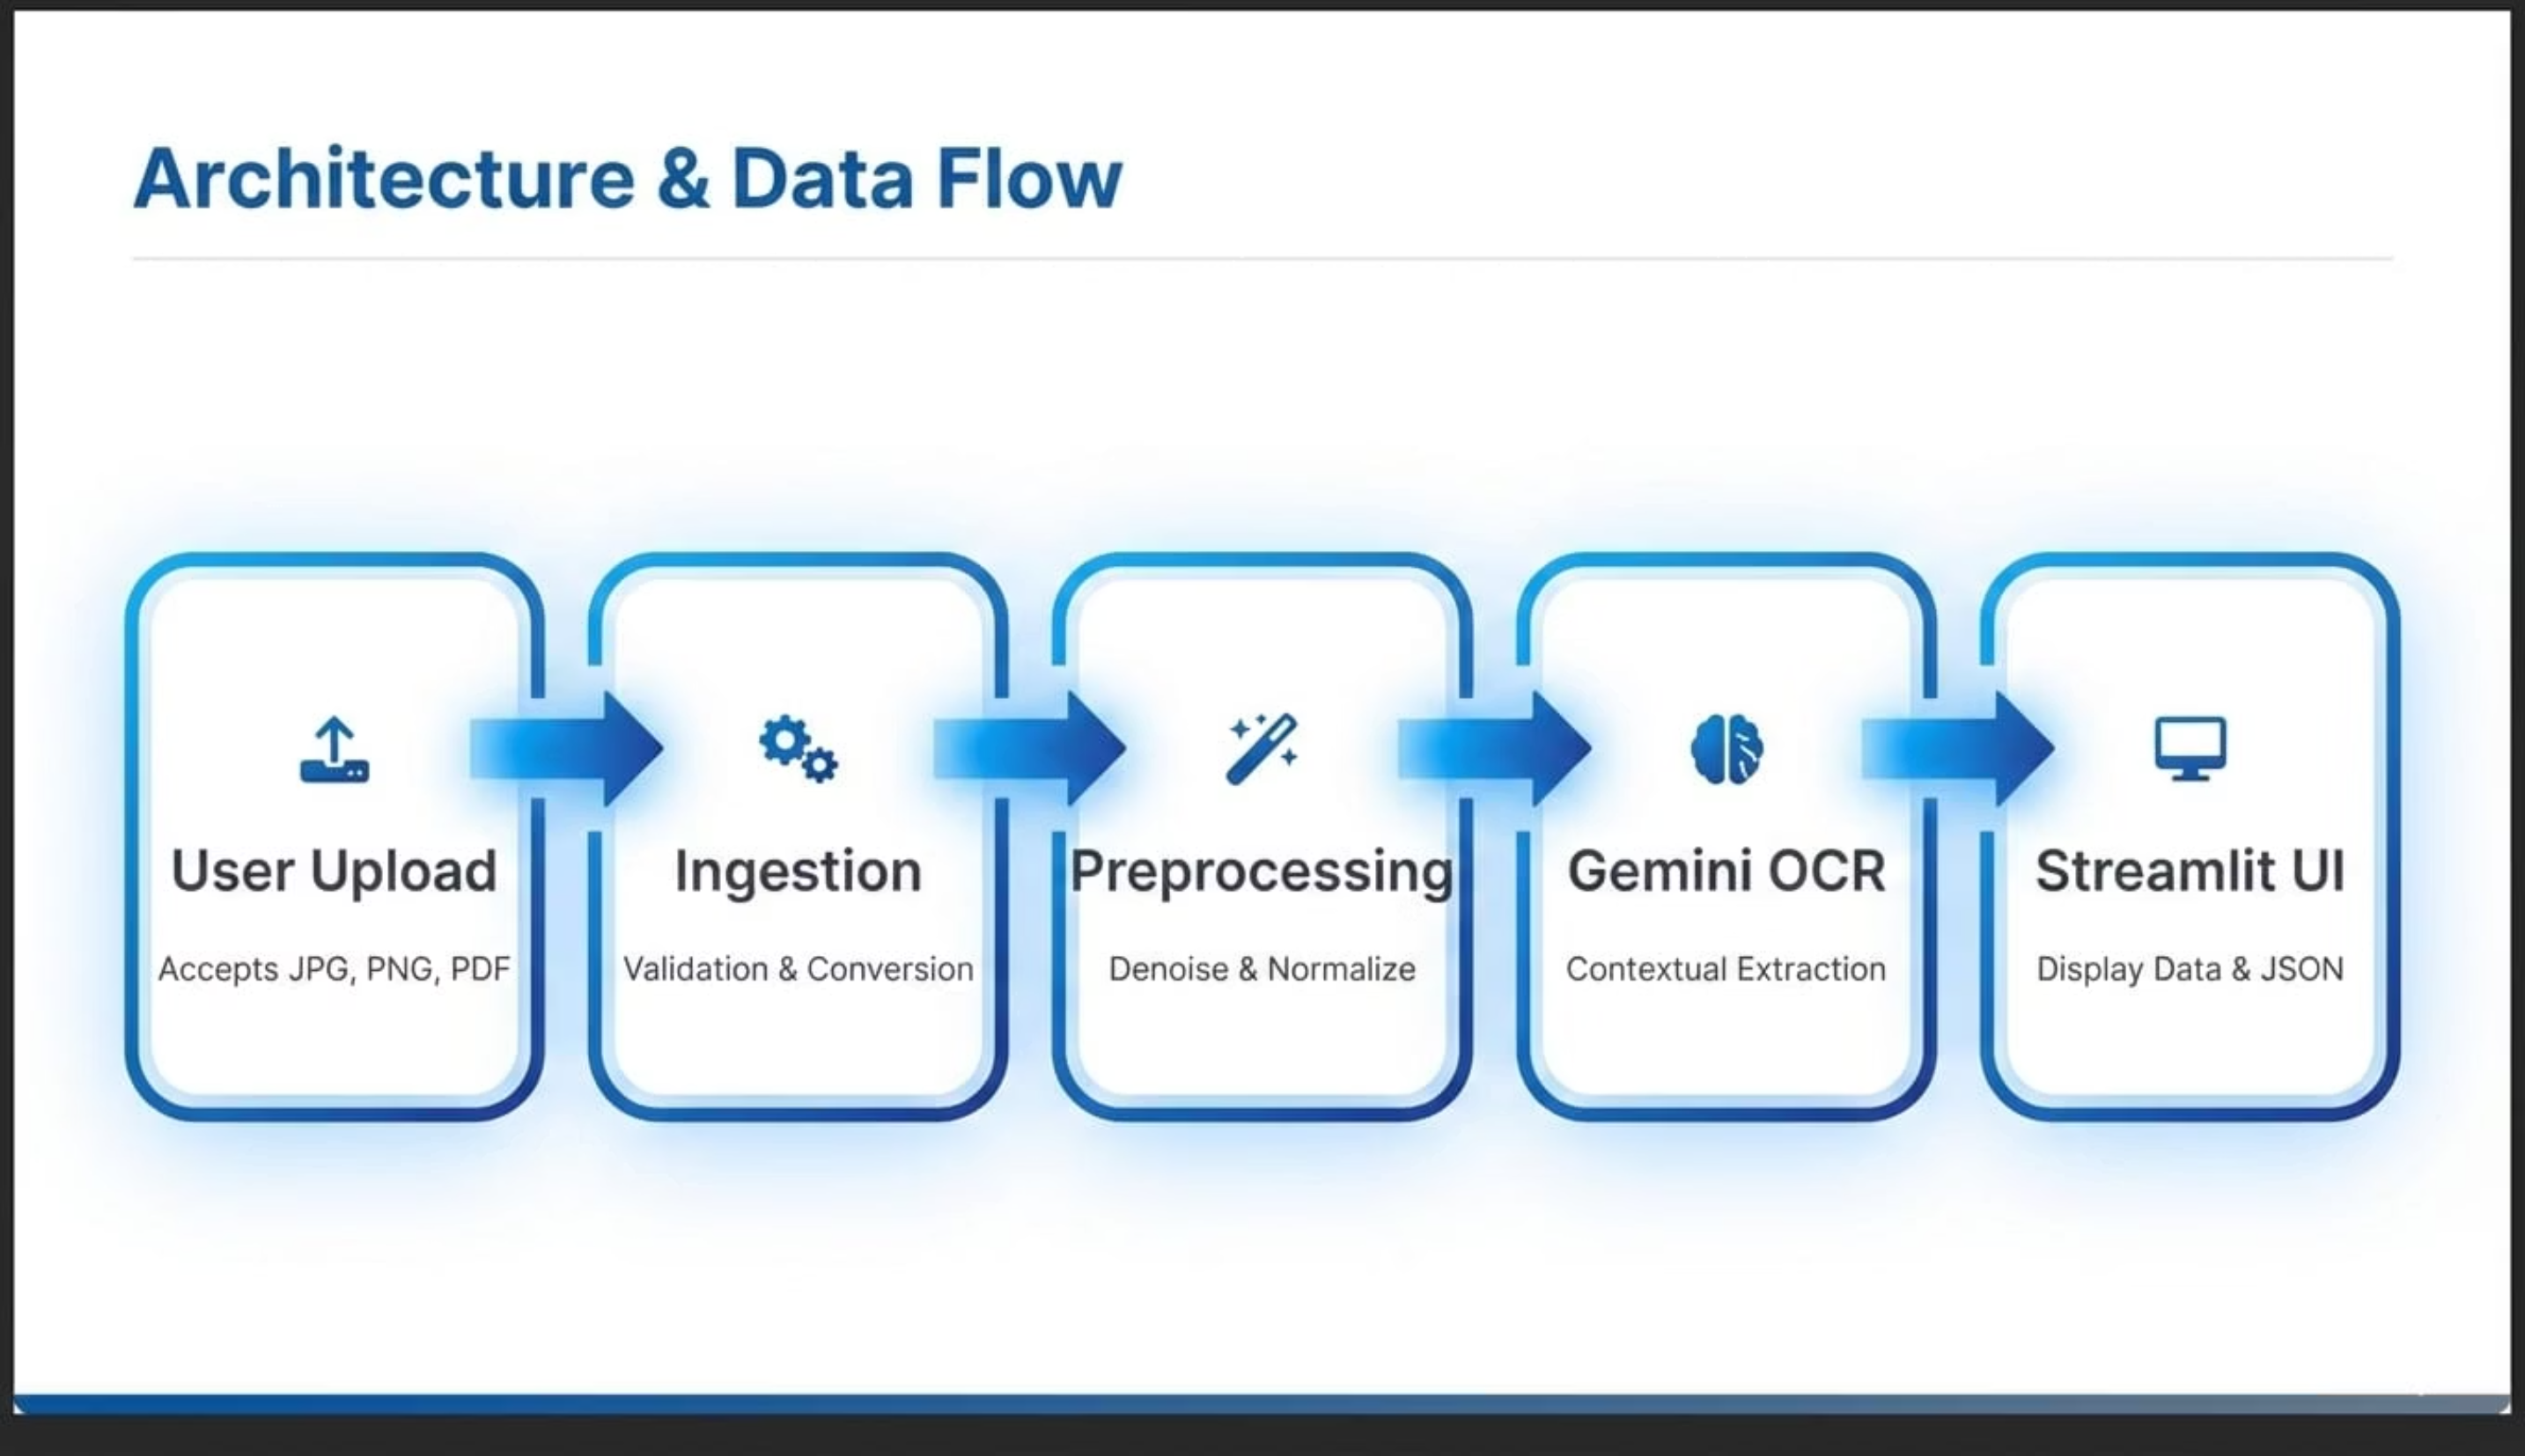 Architecture & Data Flow
User Upload
Accepts JPG, PNG, PDF
Ingestion
Validation & Conversion
Preprocessing
Denoise & Normalize
Gemini OCR
Contextual Extraction
Streamlit UI
Display Data & JSON